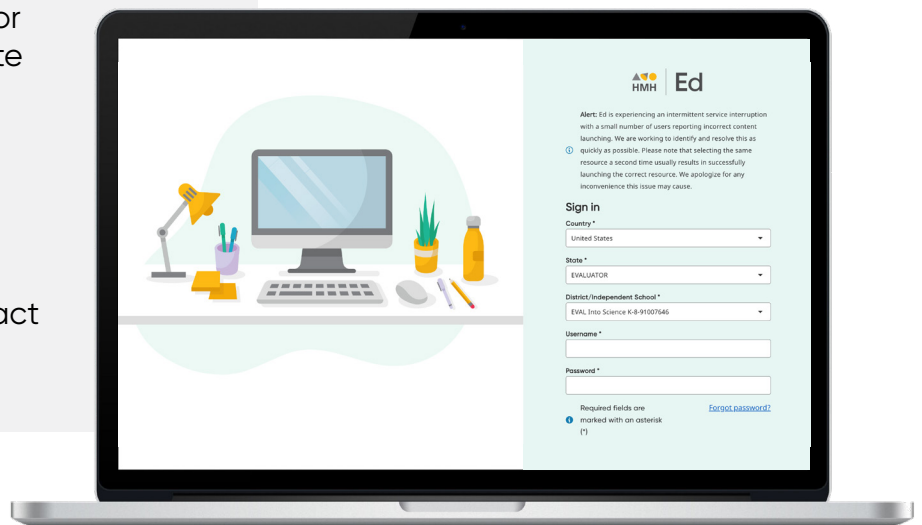 or
te
act
HMH Ed
Alert: Ed is experiencing an intermittent service interruption
with a small number of users reporting incorrect content
launching. We are working to identify and resolve this as
quickly as possible. Please note that selecting the same
resource a second time usually results in successfully
launching the correct resource. We apologize for any
inconvenience this issue may cause.
Sign in
Country *
United States
State *
EVALUATOR
District/Independent School *
EVAL Into Science K-8-91007646
Username *
Password *
Required fields are
marked with an asterisk
(*)
Forgot password?